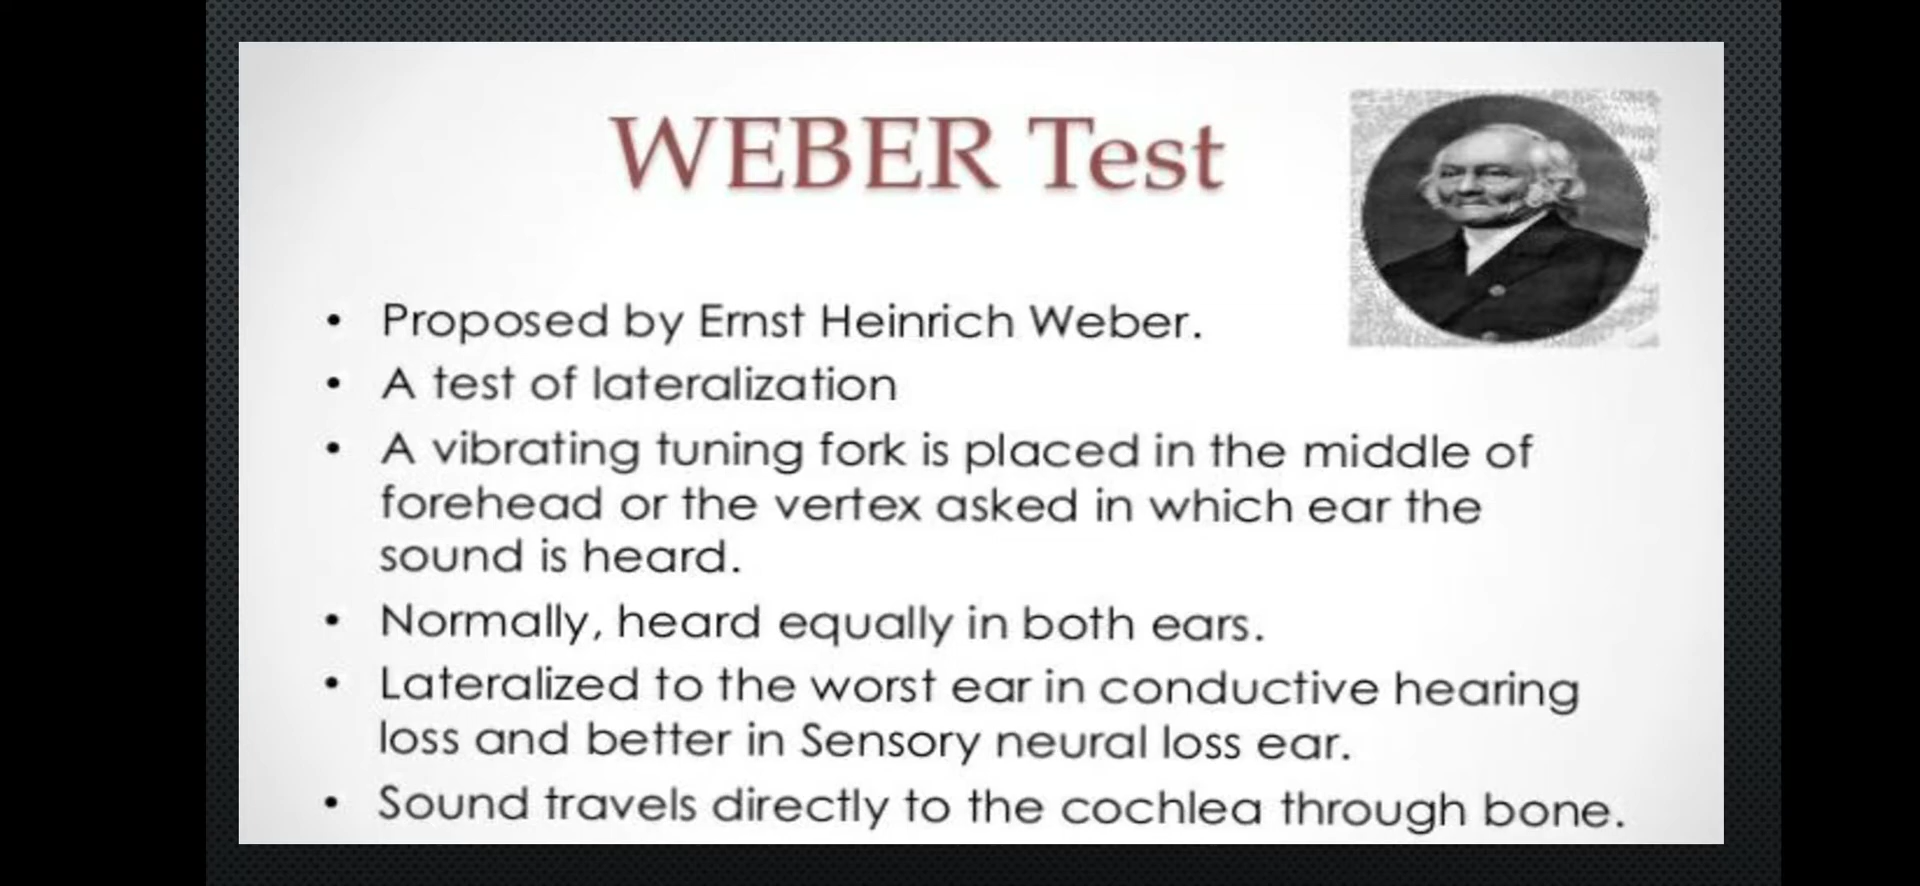 WEBER Test
• Proposed by Ernst Heinrich Weber.
• A test of lateralization
• A vibrating tuning fork is placed in the middle of
forehead or the vertex asked in which ear the
sound is heard.
• Normally, heard equally in both ears.
• Lateralized to the worst ear in conductive hearing
loss and better in Sensory neural loss ear.
• Sound travels directly to the cochlea through bone.